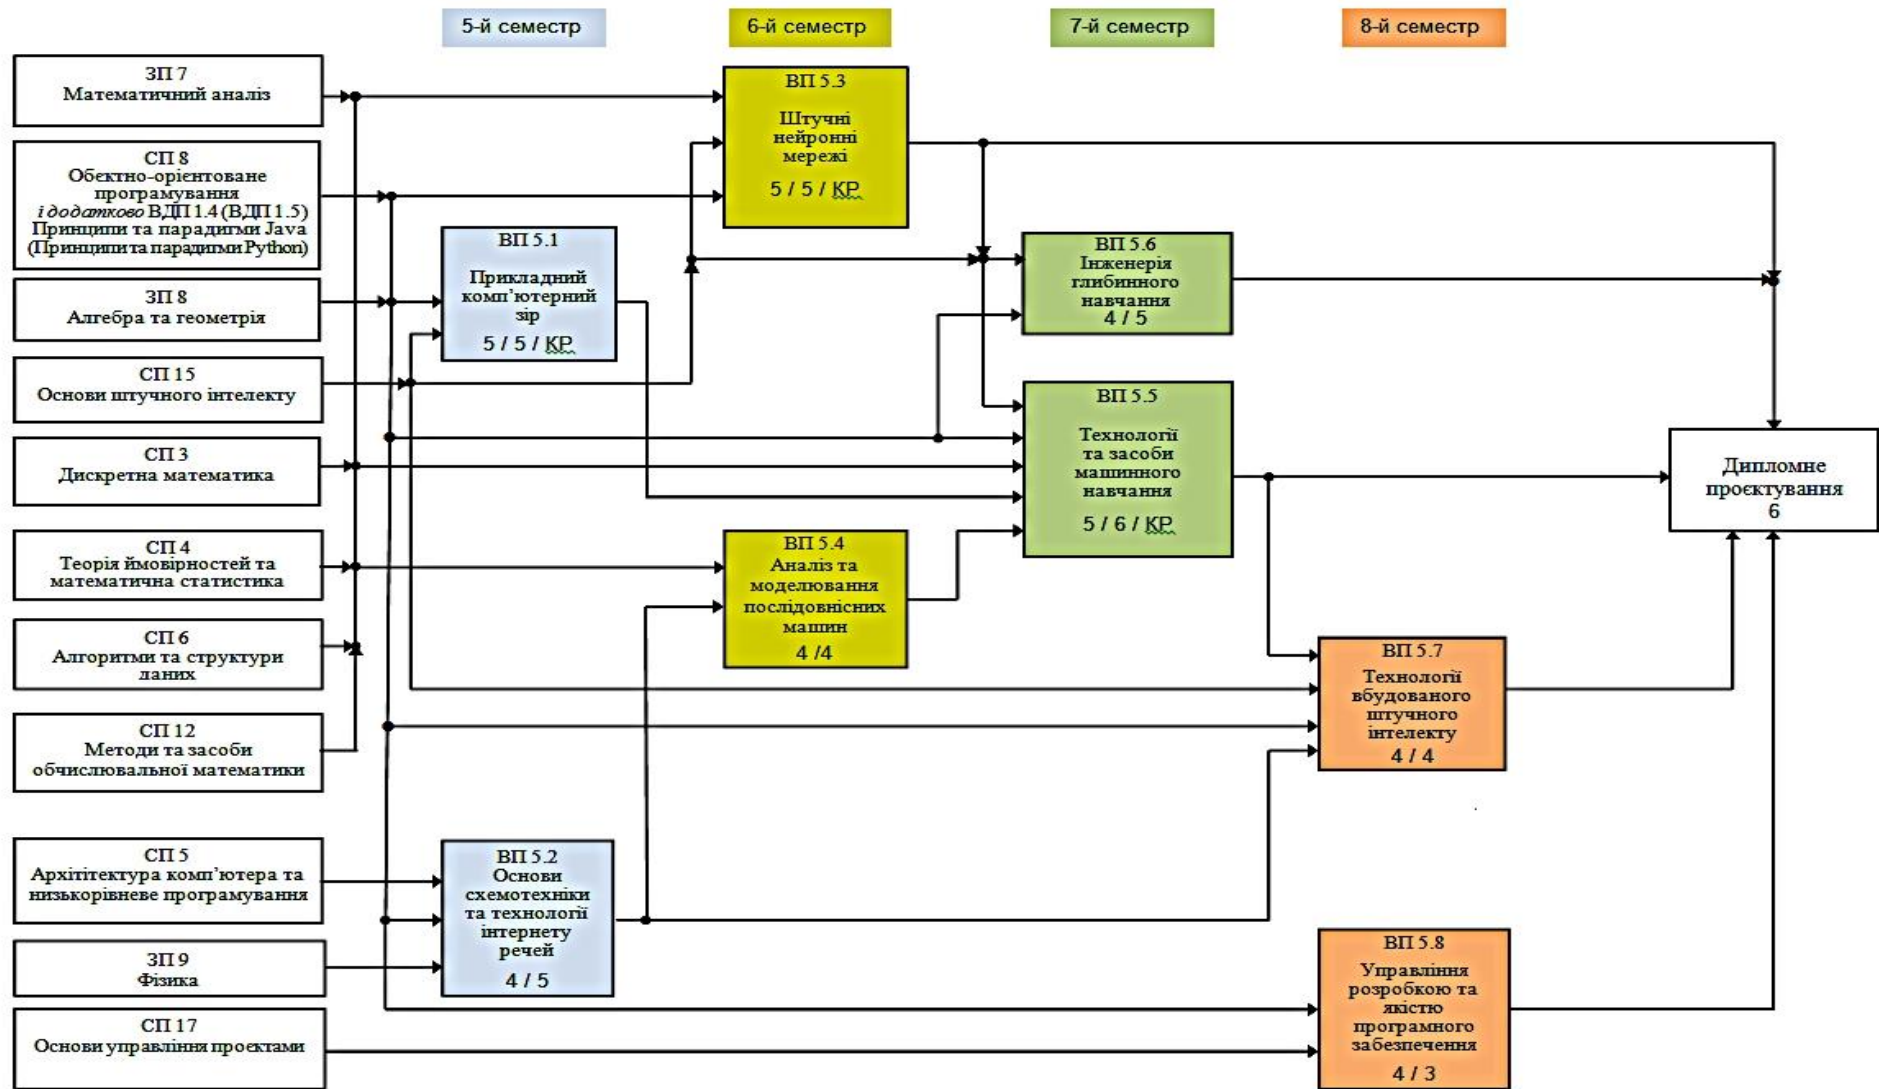 5-й семестр
6-й семестр
7-й семестр
8-й семестр
ЗП 7
Математичний аналіз
СП 8
Обєктно-орієнтоване
програмування
і додатково ВДП 1.4 (ВДП 1.5)
Принципи та парадигми Java
(Принципи та парадигми Python)
ЗП 8
Алгебра та геометрія
СП 15
Основи штучного інтелекту
СП 3
Дискретна математика
СП 4
Теорія ймовірностей та
математична статистика
СП 6
Алгоритми та структури
даних
СП 12
Методи та засоби
обчислювальної математики
СП 5
Архітітектура комп’ютера та
низькорівневе програмування
ЗП 9
Фізика
СП 17
Основи управління проєктами
ВП 5.1
Прикладний
комп’ютерний
зір
5 / 5 / КР
ВП 5.2
Основи
схемотехніки
та технології
інтернету
речей
4 / 5
ВП 5.3
Штучні
нейронні
мережі
5 / 5 / КР
ВП 5.4
Аналіз та
моделювання
послідовнісних
машин
4 /4
ВП 5.6
Інженерія
глибинного
навчання
4 / 5
ВП 5.5
Технології
та засоби
машинного
навчання
5 / 6 / КР
ВП 5.7
Технології
вбудованого
штучного
інтелекту
4 / 4
ВП 5.8
Управління
розробкою та
якістю
програмного
забезпечення
4 / 3
Дипломне
проєктування
6